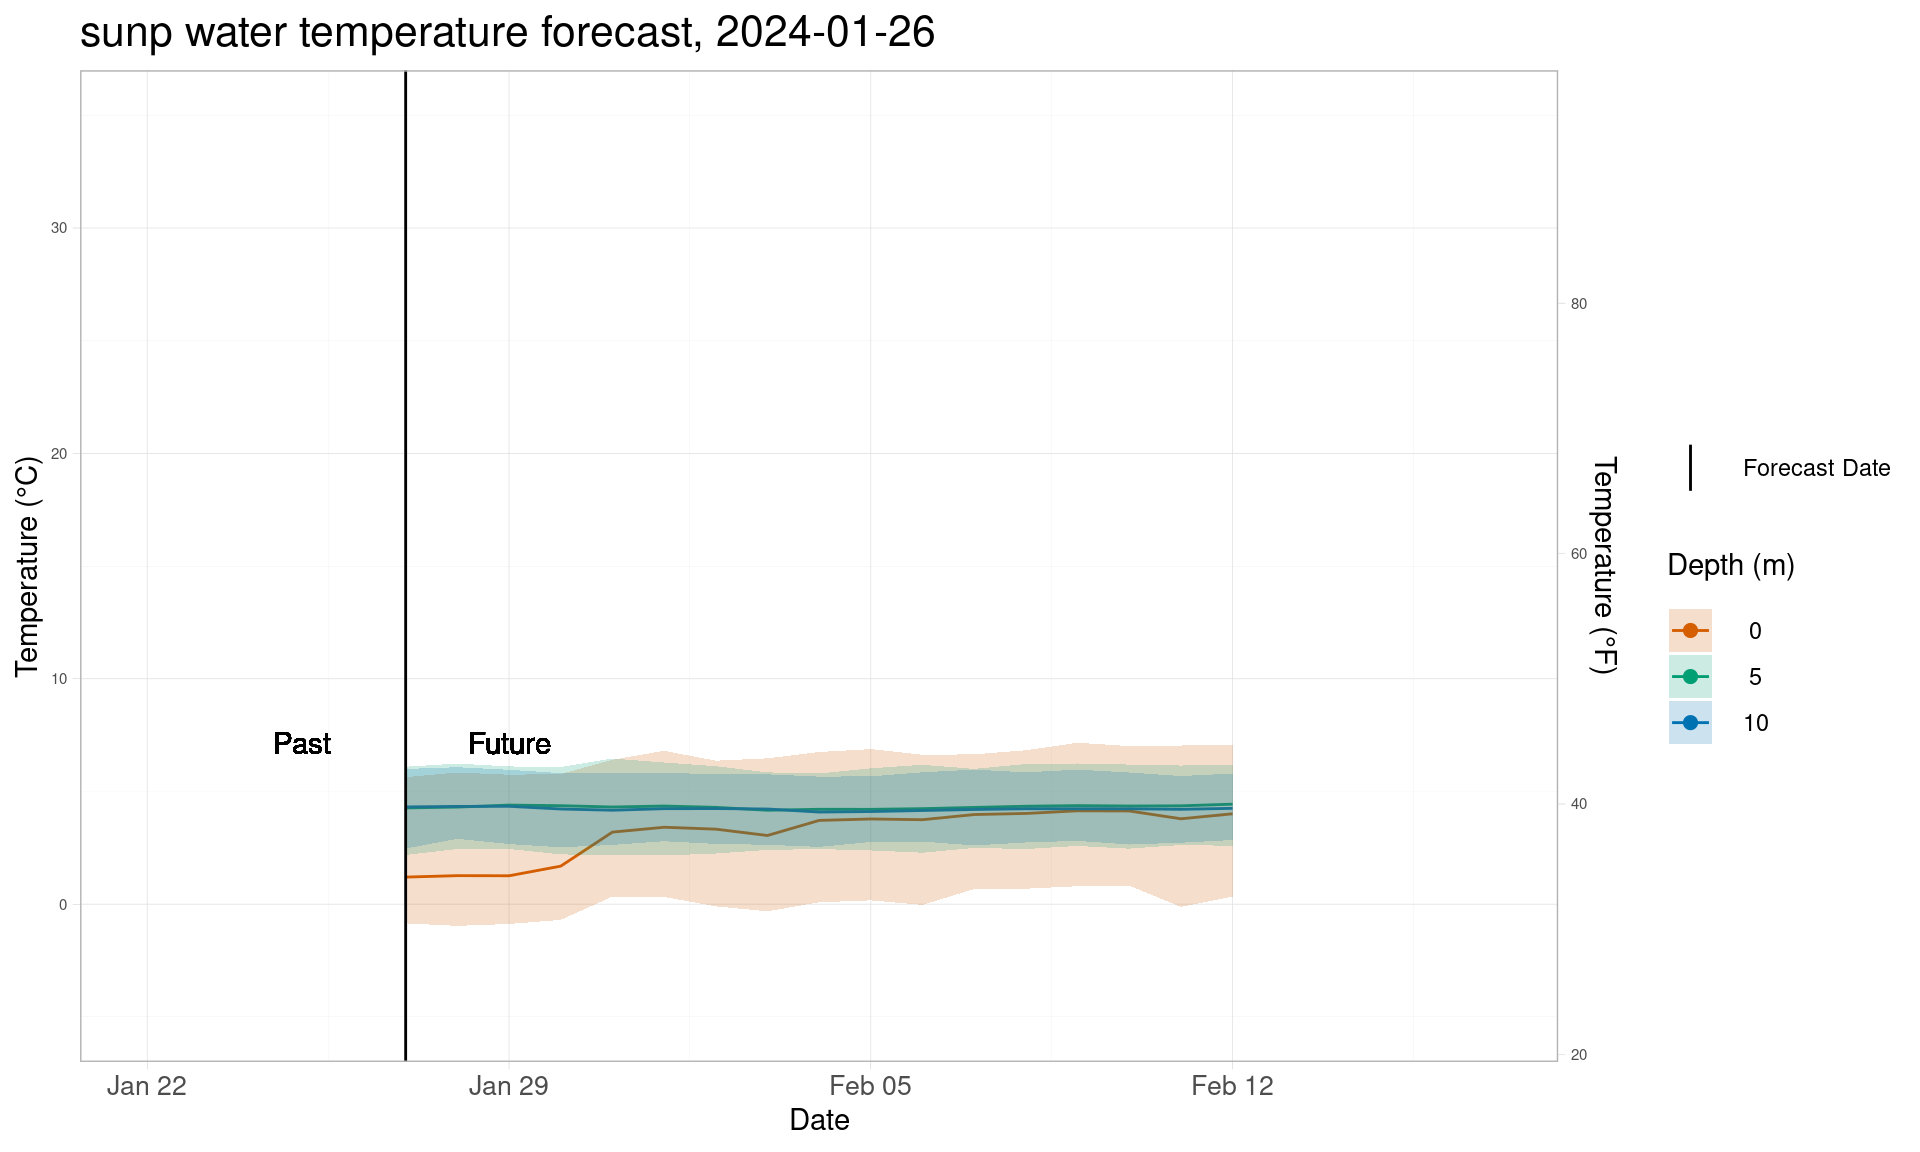 sunp water temperature forecast, 2024-01-26
Temperature (°C)
30
20
10
0
Past
Future
80
60
40
20
Temperature (°F)
Jan 22
Jan 29
Feb 05
Feb 12
Date
Forecast Date
Depth (m)
0
5
10